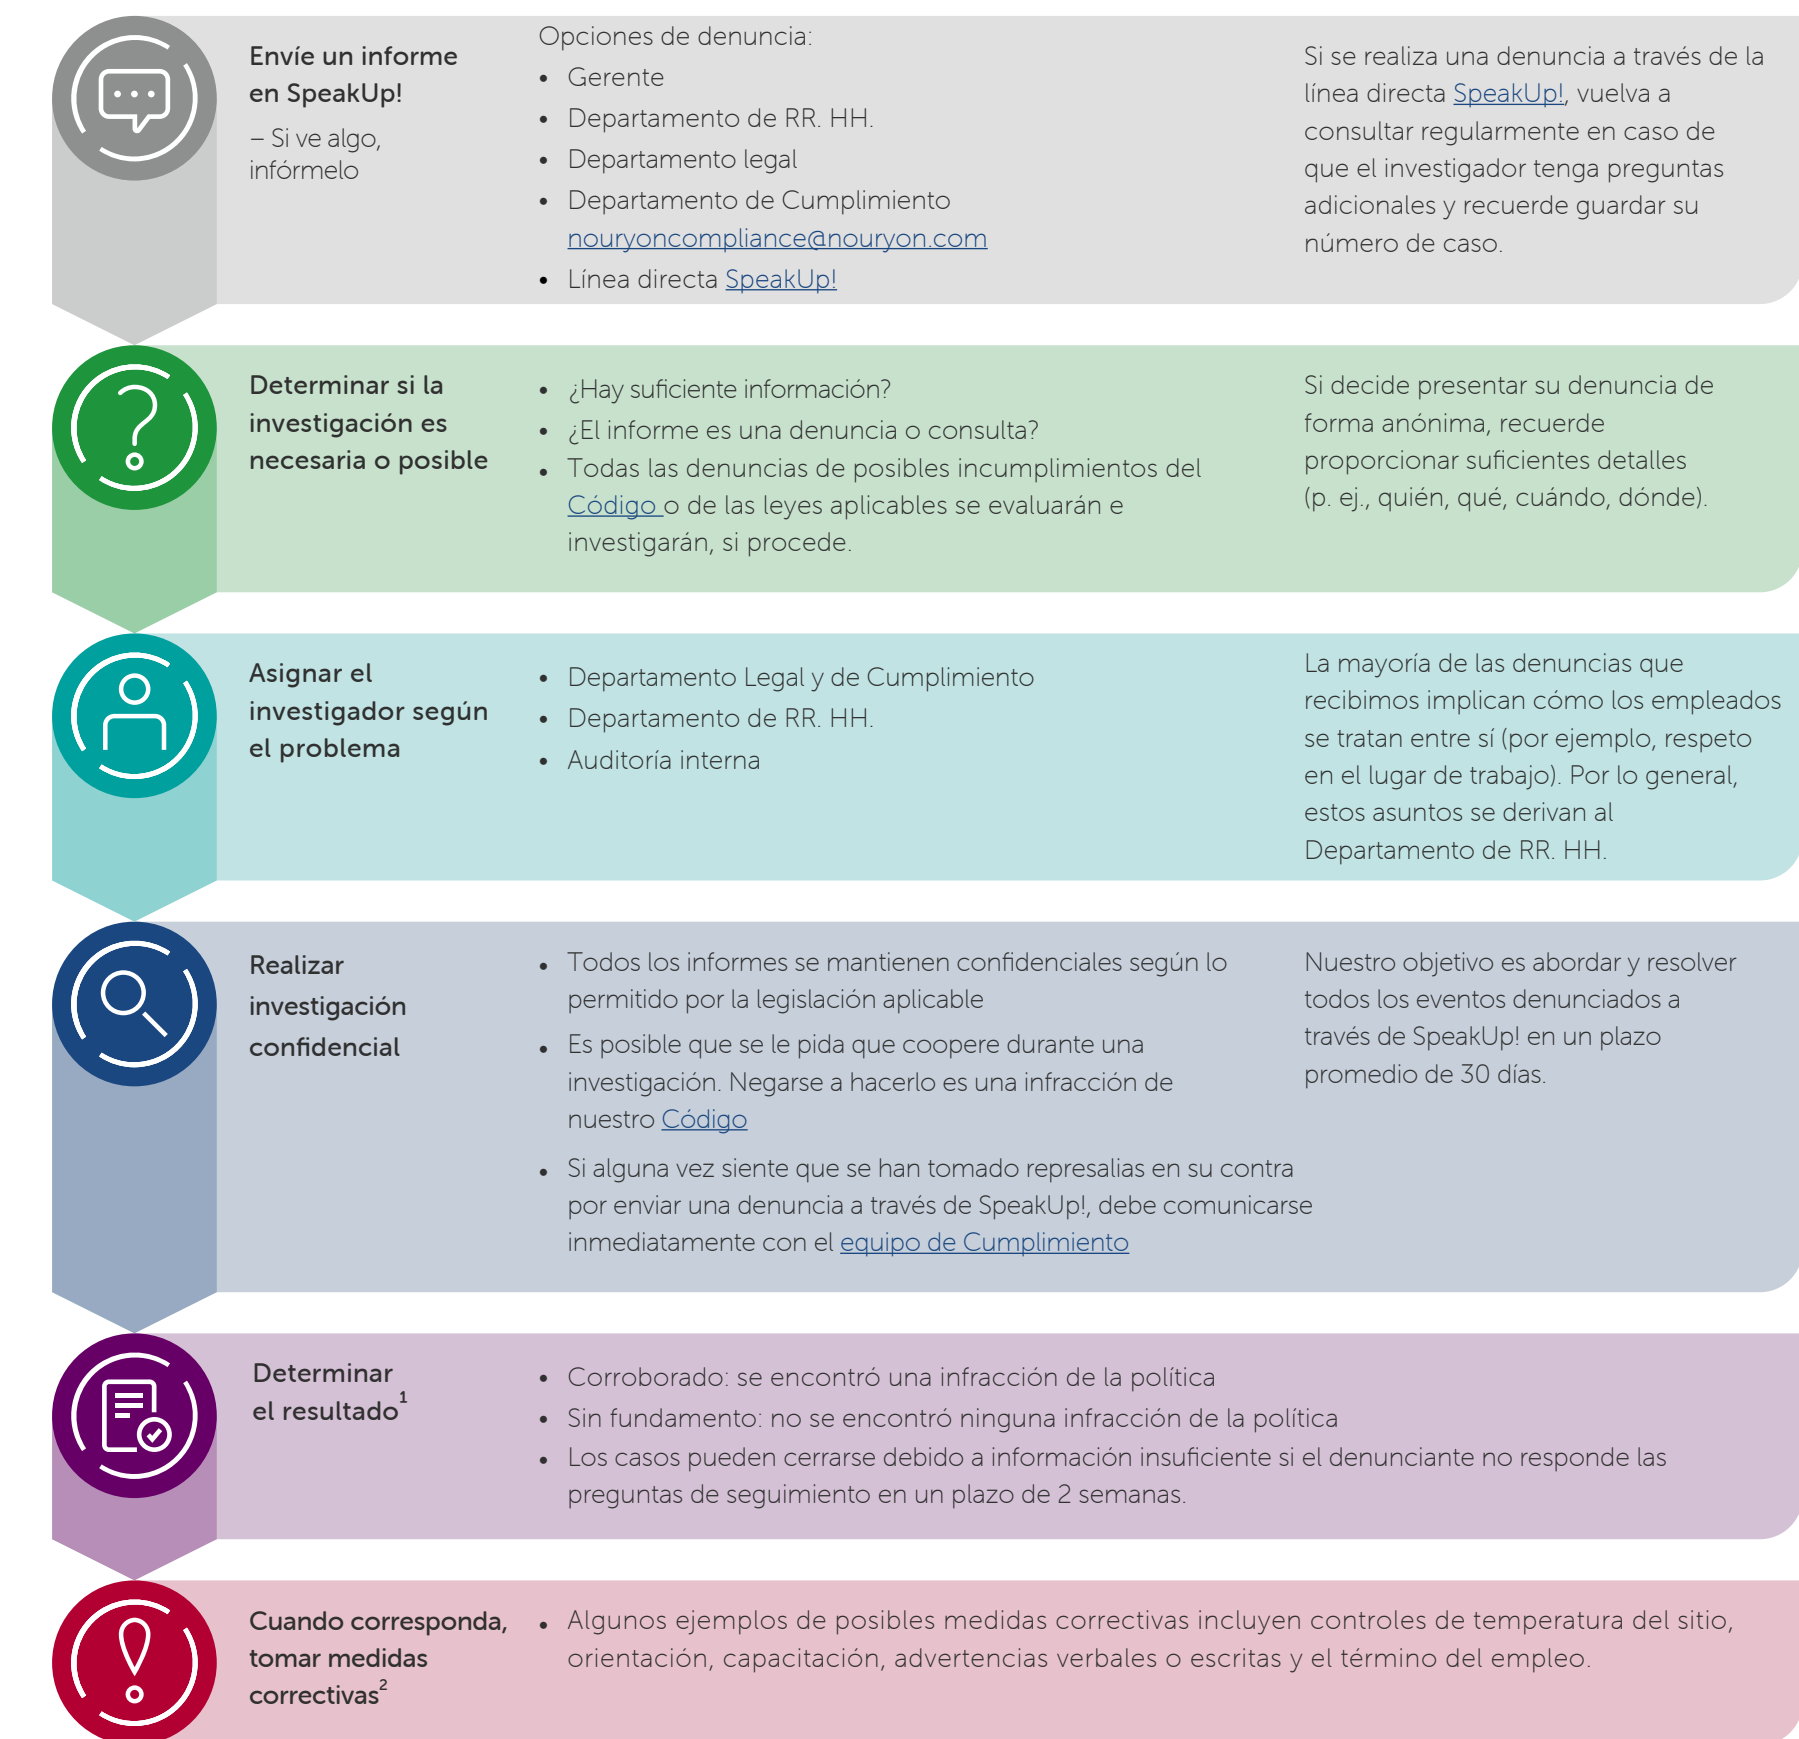 Envíe un informe
en SpeakUp!
– Si ve algo,
infórmelo
Opciones de denuncia:
• Gerente
• Departamento de RR. HH.
• Departamento legal
• Departamento de Cumplimiento
nouryoncompliance@nouryon.com
• Línea directa SpeakUp!
Si se realiza una denuncia a través de la
línea directa SpeakUp!, vuelva a
consultar regularmente en caso de
que el investigador tenga preguntas
adicionales y recuerde guardar su
número de caso.
Determinar si la
investigación es
necesaria o posible
• ¿Hay suficiente información?
• ¿El informe es una denuncia o consulta?
• Todas las denuncias de posibles incumplimientos del
Código o de las leyes aplicables se evaluarán e
investigarán, si procede.
Si decide presentar su denuncia de
forma anónima, recuerde
proporcionar suficientes detalles
(p. ej., quién, qué, cuándo, dónde).
Asignar el
investigador según
el problema
• Departamento Legal y de Cumplimiento
• Departamento de RR. HH.
• Auditoría interna
La mayoría de las denuncias que
recibimos implican cómo los empleados
se tratan entre sí (por ejemplo, respeto
en el lugar de trabajo). Por lo general,
estos asuntos se derivan al
Departamento de RR. HH.
Realizar
investigación
confidencial
• Todos los informes se mantienen confidenciales según lo
permitido por la legislación aplicable
• Es posible que se le pida que coopere durante una
investigación. Negarse a hacerlo es una infracción de
nuestro Código
• Si alguna vez siente que se han tomado represalias en su contra
por enviar una denuncia a través de SpeakUp!, debe comunicarse
inmediatamente con el equipo de Cumplimiento
Nuestro objetivo es abordar y resolver
todos los eventos denunciados a
través de SpeakUp! en un plazo
promedio de 30 días.
Determinar
el resultado¹
• Corroborado: se encontró una infracción de la política
• Sin fundamento: no se encontró ninguna infracción de la política
• Los casos pueden cerrarse debido a información insuficiente si el denunciante no responde las
preguntas de seguimiento en un plazo de 2 semanas.
Cuando corresponda,
tomar medidas
correctivas²
• Algunos ejemplos de posibles medidas correctivas incluyen controles de temperatura del sitio,
orientación, capacitación, advertencias verbales o escritas y el término del empleo.